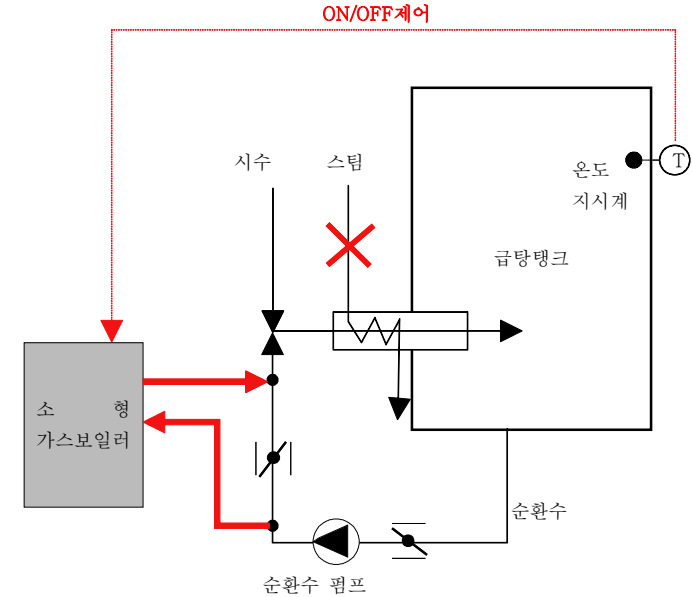 ON/OFF제어
시수
스팀
온도
지시계
T
급탕탱크
소 형
가스보일러
순환수
순환수 펌프